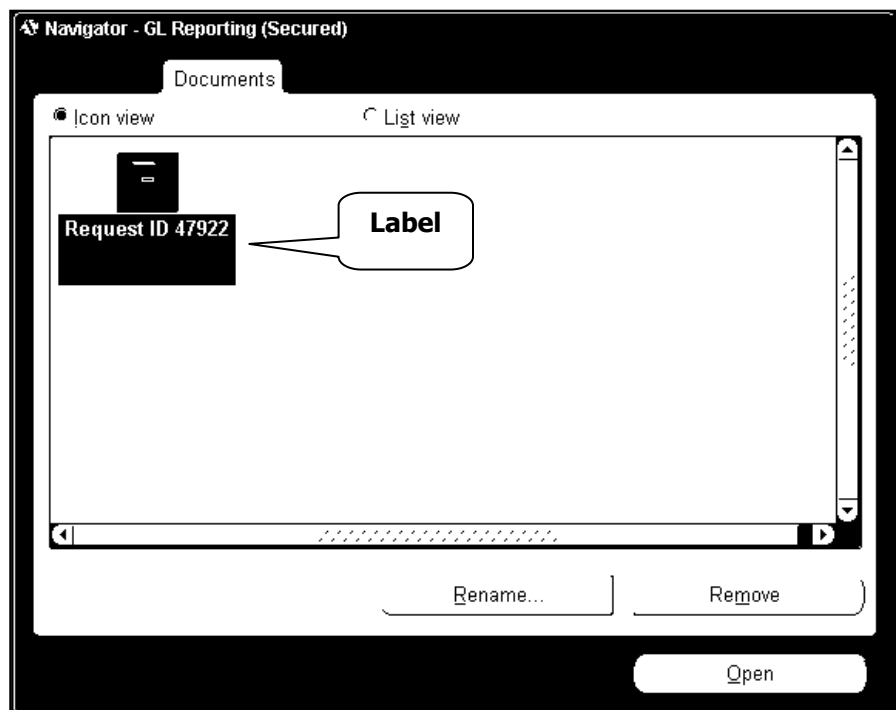 Navigator - GL Reporting (Secured)
Documents
Icon view
List view
Request ID 47922
Label
Rename...
Remove
Open